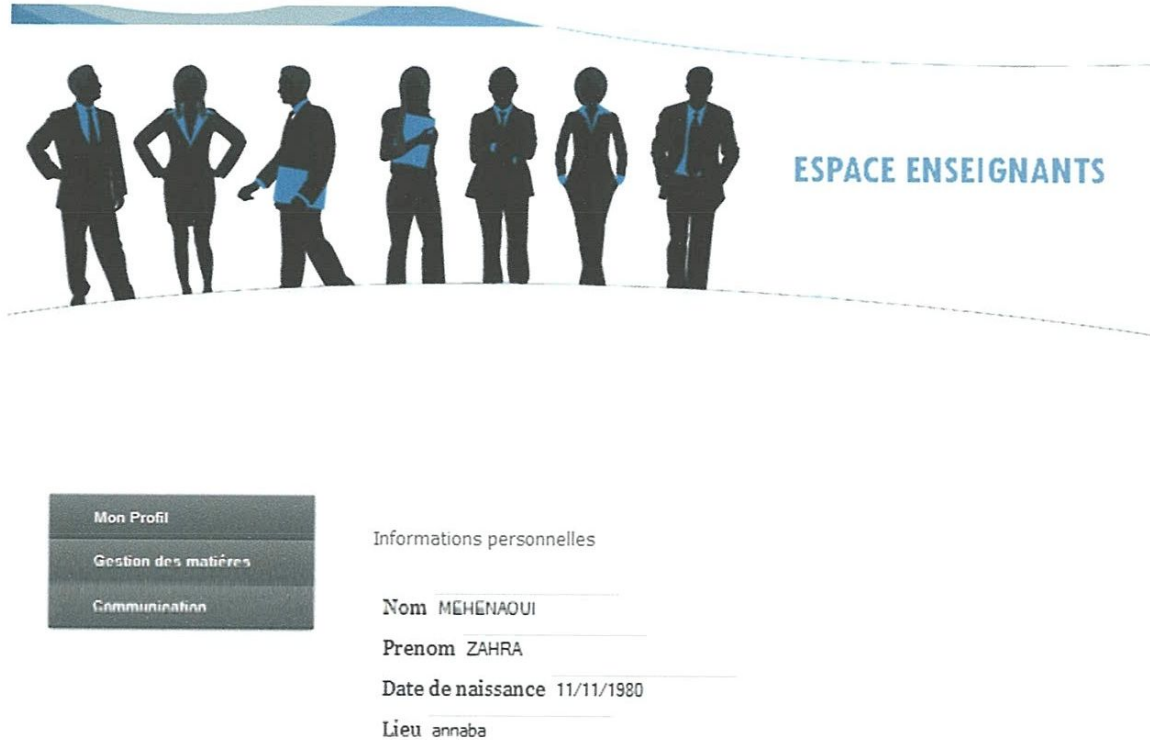 ESPACE ENSEIGNANTS
Mon Profil
Gestion des matiéres
Communication
Informations personnelles
Nom MEHENAOUI
Prenom ZAHRA
Date de naissance 11/11/1980
Lieu annaba